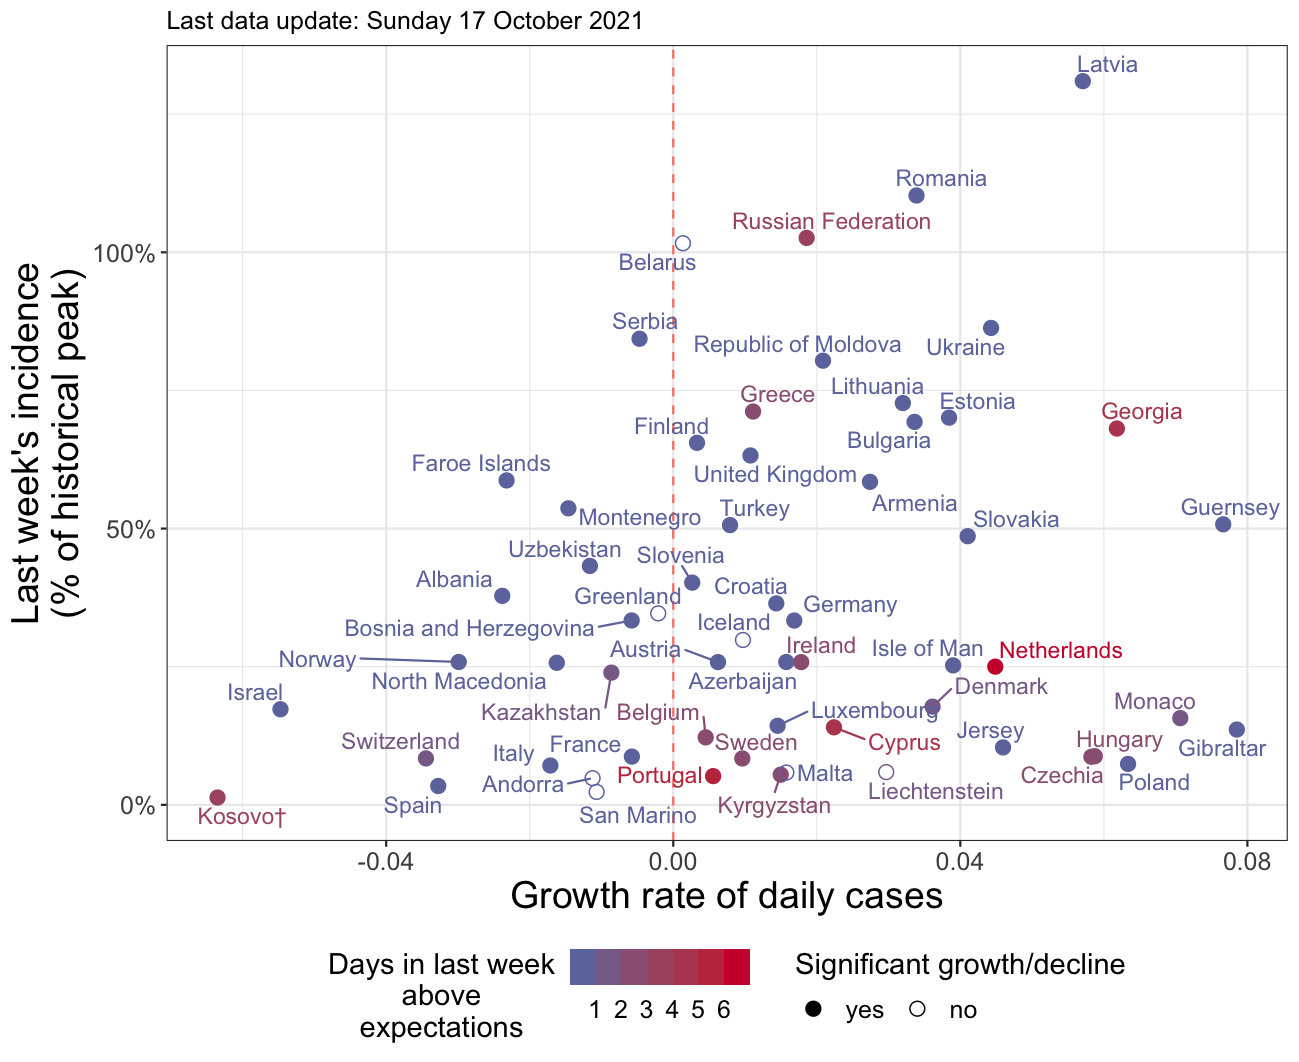 Last data update: Sunday 17 October 2021
Latvia
Romania
Russian Federation
100%
Belarus
Serbia
Republic of Moldova
Ukraine
Lithuania
Greece
Estonia
Georgia
Finland
Bulgaria
Faroe Islands
United Kingdom
Armenia
Montenegro
Turkey
Guernsey
50%
Slovakia
Uzbekistan
Slovenia
Albania
Greenland
Croatia
Germany
Bosnia and Herzegovina
Iceland
Norway
Austria
Ireland
Isle of Man
Netherlands
North Macedonia
Azerbaijan
Denmark
Israel
Kazakhstan
Belgium
Luxembourg
Monaco
Switzerland
Italy
France
Sweden
Cyprus
Jersey
Hungary
Gibraltar
Andorra
Portugal
Malta
Czechia
Poland
Spain
Kyrgyzstan
Liechtenstein
0%
Kosovo†
San Marino
Last week's incidence
(% of historical peak)
-0.04
0.00
0.04
0.08
Growth rate of daily cases
Days in last week
above
expectations
1 2 3 4 5 6
Significant growth/decline
yes
no